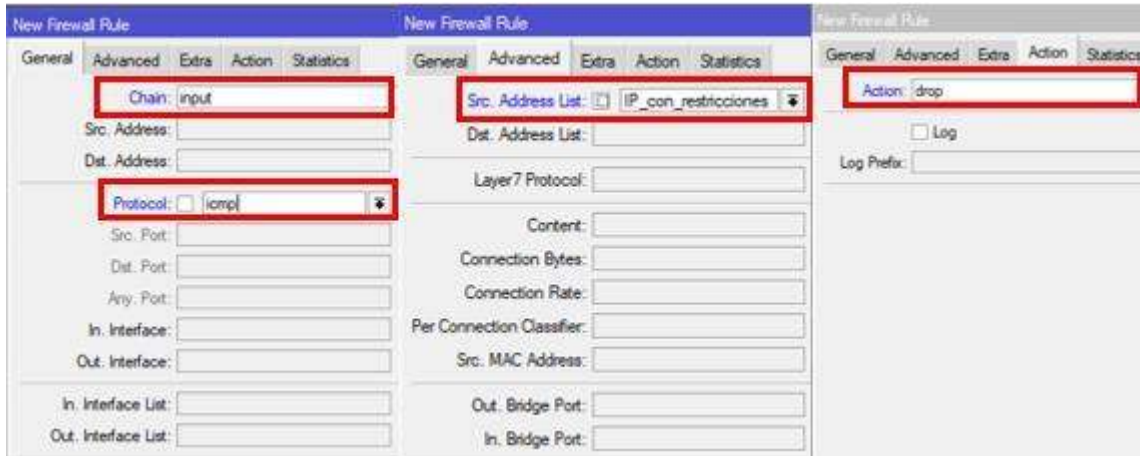 New Firewall Rule
General Advanced Extra Action Statistics
Chain: input
Src. Address:
Dst. Address:
Protocol: icmp
Src. Port:
Dst. Port:
Any. Port:
In. Interface:
Out. Interface:
In. Interface List:
Out. Interface List:
New Firewall Rule
General Advanced Extra Action Statistics
Src. Address List: IP_con_restricciones
Dst. Address List:
Layer7 Protocol:
Content:
Connection Bytes:
Connection Rate:
Per Connection Classifier:
Src. MAC Address:
Out. Bridge Port:
In. Bridge Port:
New Firewall Rule
General Advanced Extra Action Statistics
Action: drop
Log
Log Prefix: